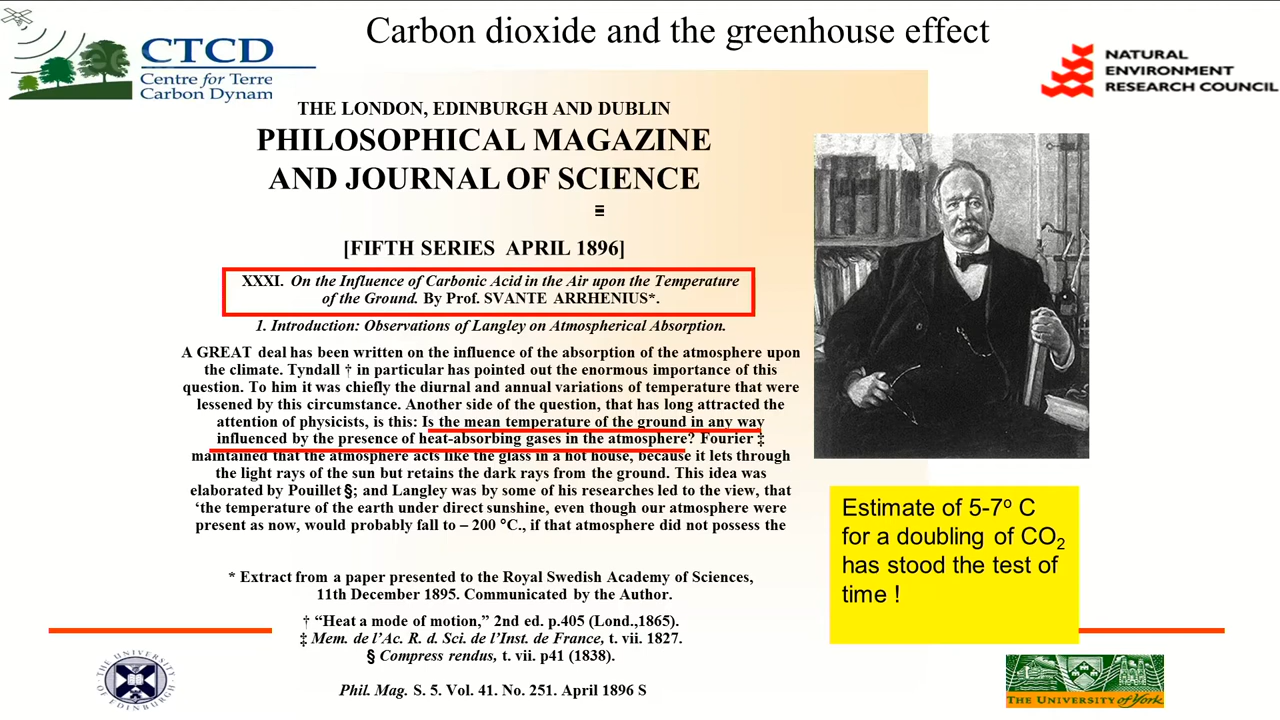 Carbon dioxide and the greenhouse effect
CTCD
Centre for Terre
Carbon Dynam
NATURAL
ENVIRONMENT
RESEARCH COUNCIL
THE LONDON, EDINBURGH AND DUBLIN
PHILOSOPHICAL MAGAZINE
AND JOURNAL OF SCIENCE
[FIFTH SERIES APRIL 1896]
XXXI. On the Influence of Carbonic Acid in the Air upon the Temperature
of the Ground. By Prof. SVANTE ARRHENIUS*.
1. Introduction: Observations of Langley on Atmospherical Absorption.
A GREAT deal has been written on the influence of the absorption of the atmosphere upon
the climate. Tyndall † in particular has pointed out the enormous importance of this
question. To him it was chiefly the diurnal and annual variations of temperature that were
lessened by this circumstance. Another side of the question, that has long attracted the
attention of physicists, is this: Is the mean temperature of the ground in any way
influenced by the presence of heat-absorbing gases in the atmosphere? Fourier ‡
maintained that the atmosphere acts like the glass in a hot house, because it lets through
the light rays of the sun but retains the dark rays from the ground. This idea was
elaborated by Pouillet §; and Langley was by some of his researches led to the view, that
‘the temperature of the earth under direct sunshine, even though our atmosphere were
present as now, would probably fall to – 200 °C., if that atmosphere did not possess the
* Extract from a paper presented to the Royal Swedish Academy of Sciences,
11th December 1895. Communicated by the Author.
† “Heat a mode of motion,” 2nd ed. p.405 (Lond.,1865).
‡ Mem. de l’Ac. R. d. Sci. de l’Inst. de France, t. vii. 1827.
§ Compress rendus, t. vii. p41 (1838).
Phil. Mag. S. 5. Vol. 41. No. 251. April 1896 S
Estimate of 5-7º C
for a doubling of CO₂
has stood the test of
time !
THE UNIVERSITY
OF EDINBURGH
THE UNIVERSITY of York